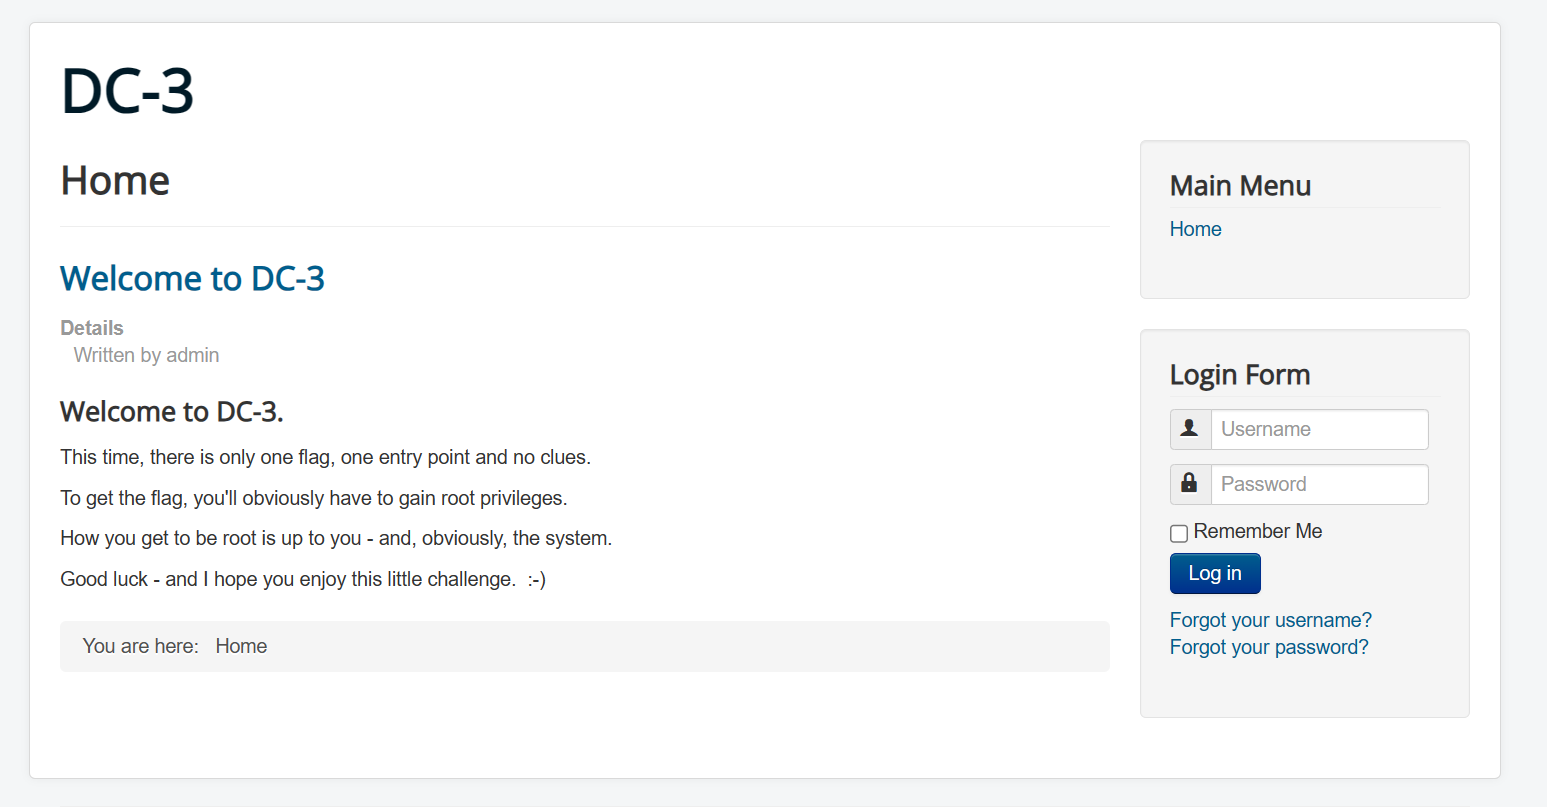 DC-3
Home
Welcome to DC-3
Details
Written by admin
Welcome to DC-3.
This time, there is only one flag, one entry point and no clues.
To get the flag, you'll obviously have to gain root privileges.
How you get to be root is up to you - and, obviously, the system.
Good luck - and I hope you enjoy this little challenge.  :-)
You are here: Home
Main Menu
Home
Login Form
Username
Password
Remember Me
Log in
Forgot your username?
Forgot your password?